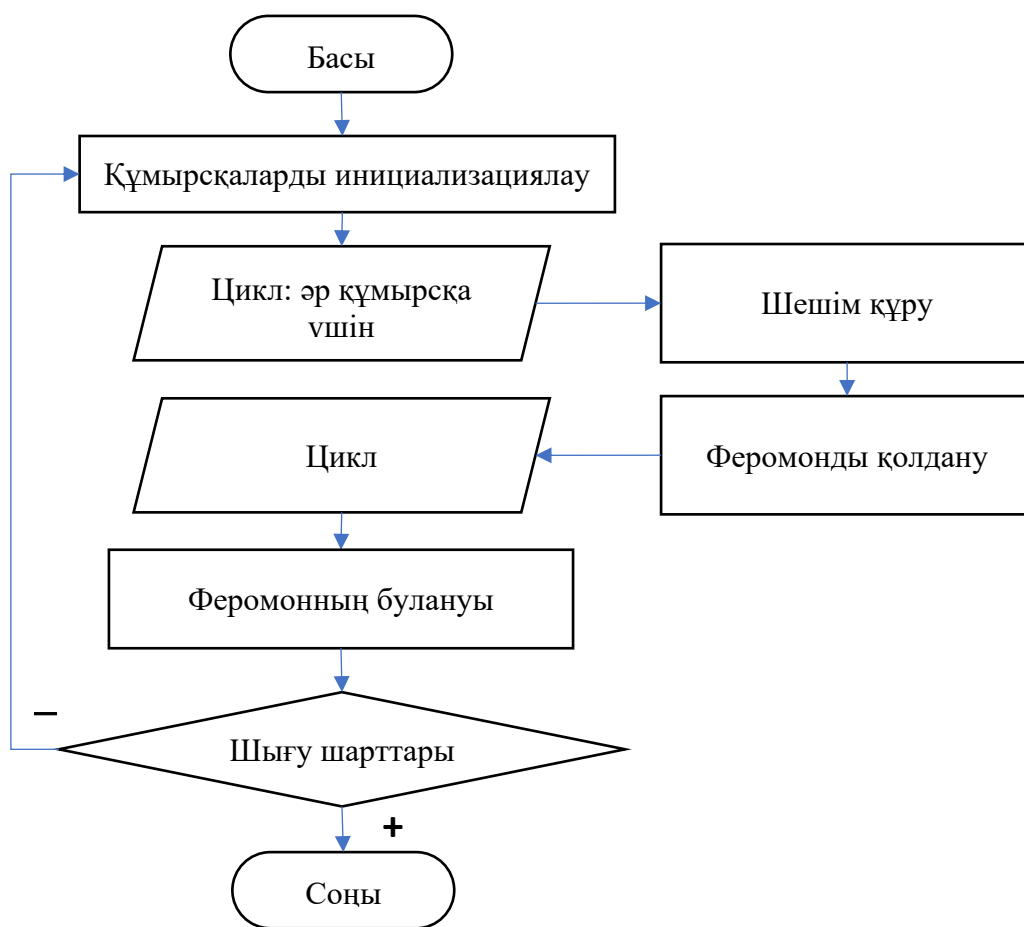 Басы
Құмырсқаларды инициализациялау
Цикл: әр құмырсқа
үшін
Шешім құру
Цикл
Феромонды қолдану
Феромонның булануы
–
Шығу шарттары
+
Соңы